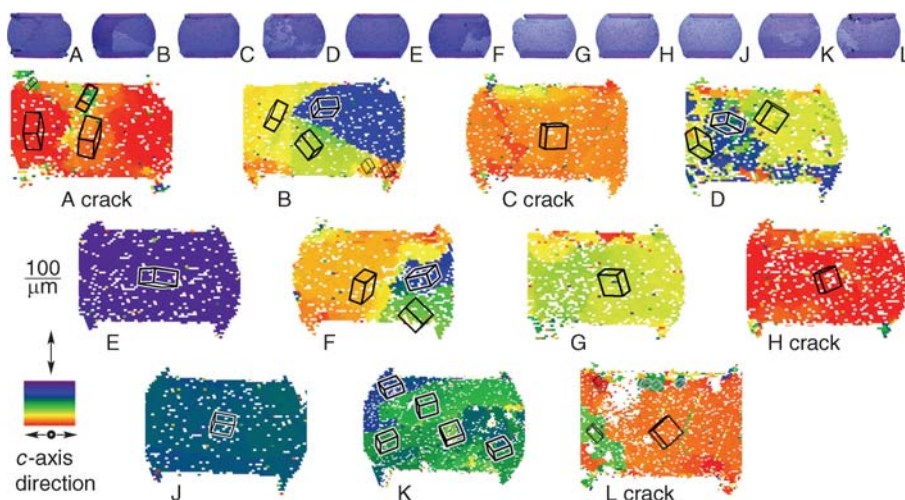 A B C D E F G H J K L
A crack B C crack D
100
μm
E F G H crack
c-axis
direction
J K L crack